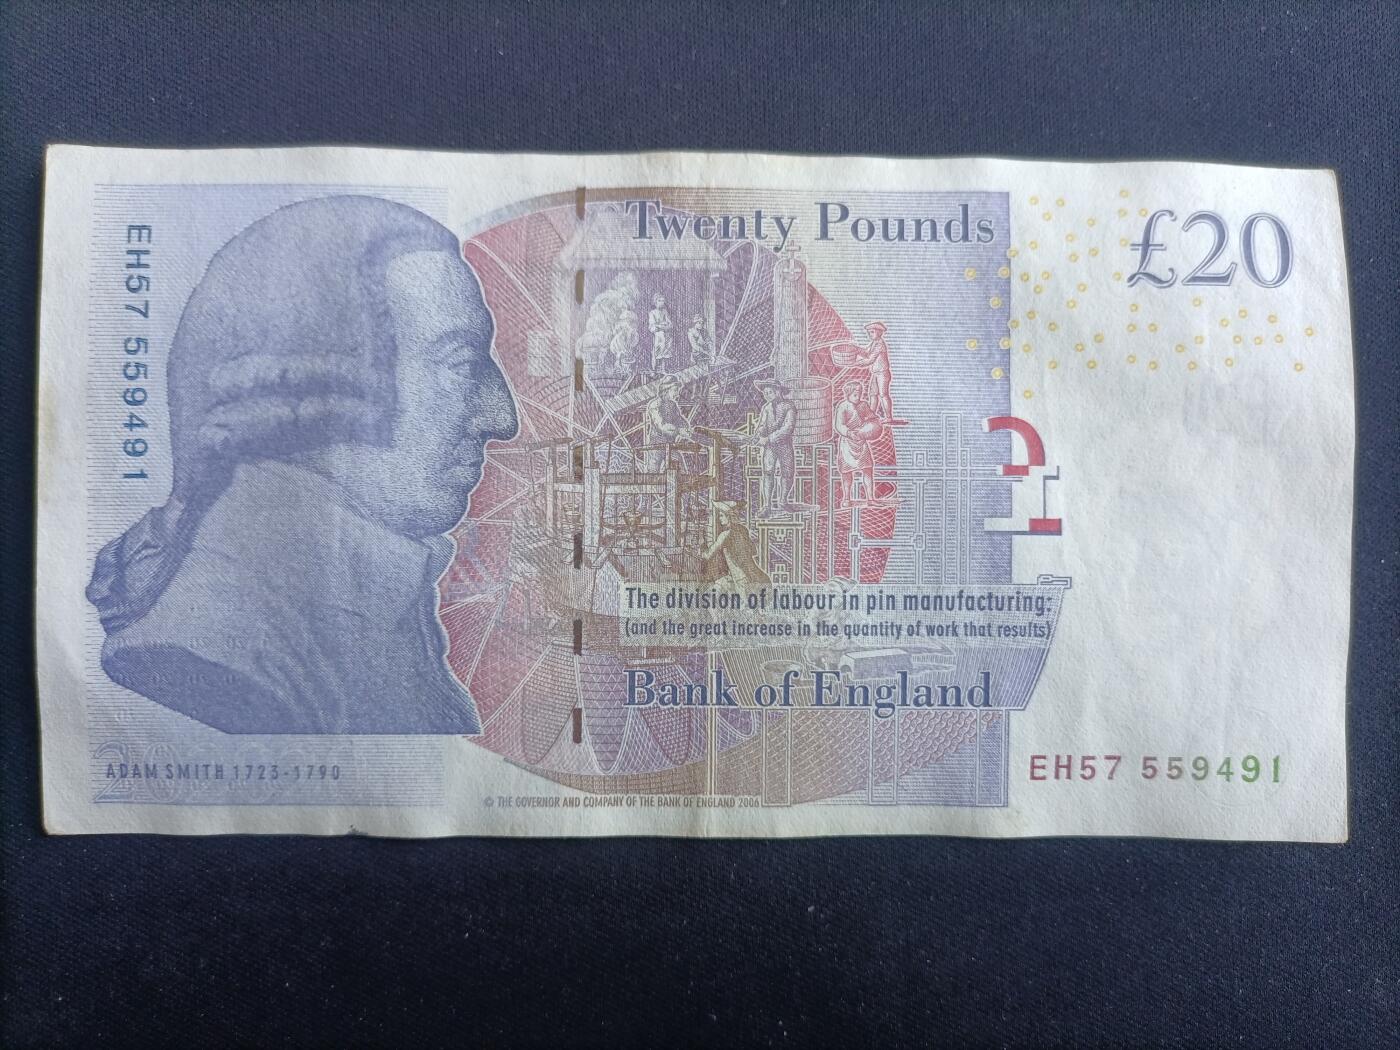 EH57 559491
Twenty Pounds
£20
The division of labour in pin manufacturing:
(and the great increase in the quantity of work that results)
Bank of England
20
ADAM SMITH 1723-1790
EH57 559491
© THE GOVERNOR AND COMPANY OF THE BANK OF ENGLAND 2006